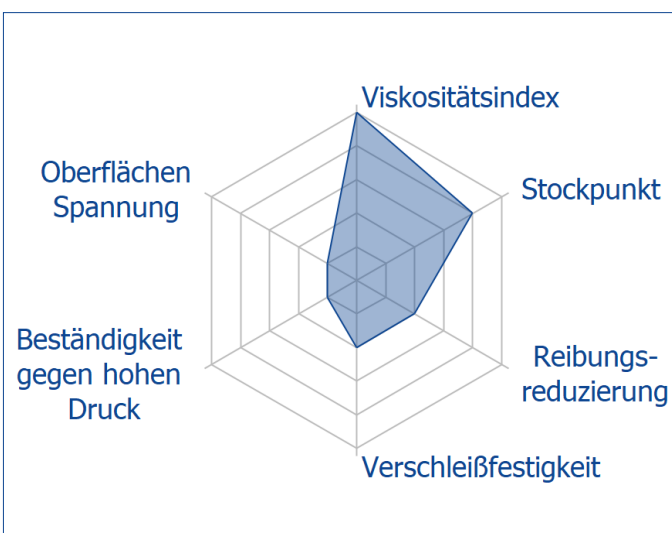 Viskositätsindex
Oberflächen
Spannung
Stockpunkt
Beständigkeit
gegen hohen
Druck
Reibungs-
reduzierung
Verschleißfestigkeit